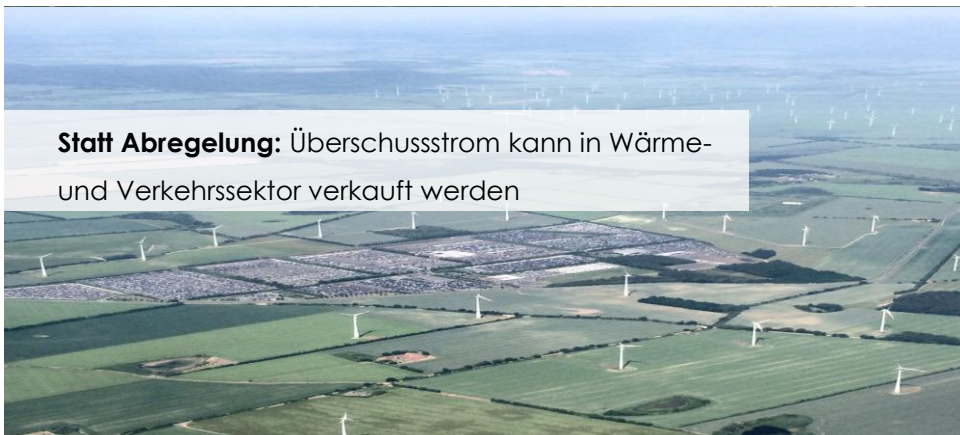 Statt Abregelung: Überschussstrom kann in Wärme-
und Verkehrssektor verkauft werden